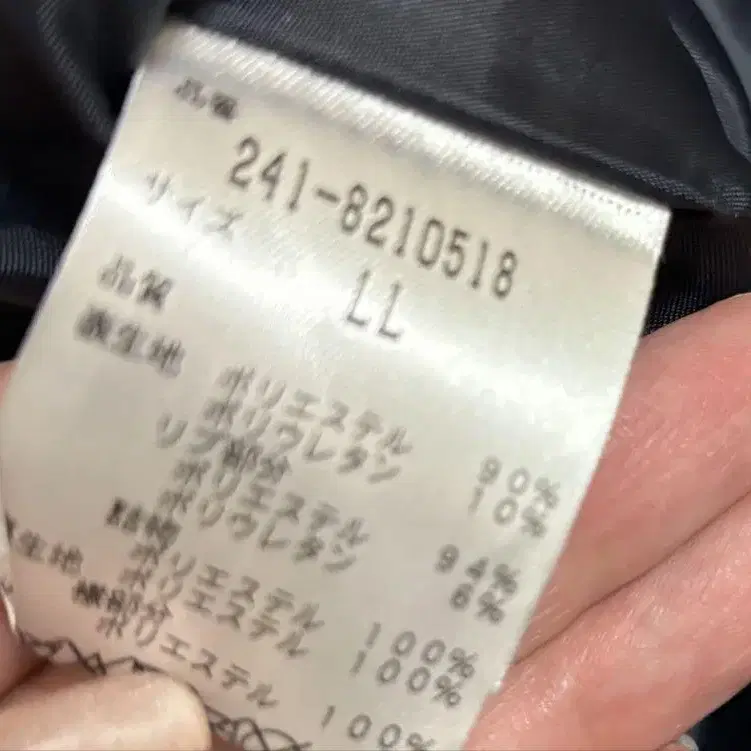 品番
241-8210518
サイズ LL
品質
表生地 ポリエステル 90%
ポリウレタン 10%
リブ部分
ポリエステル 94%
ポリウレタン 6%
ポリエステル 100%
生地 ポリエステル 100%
部分
ポリエステル 100%